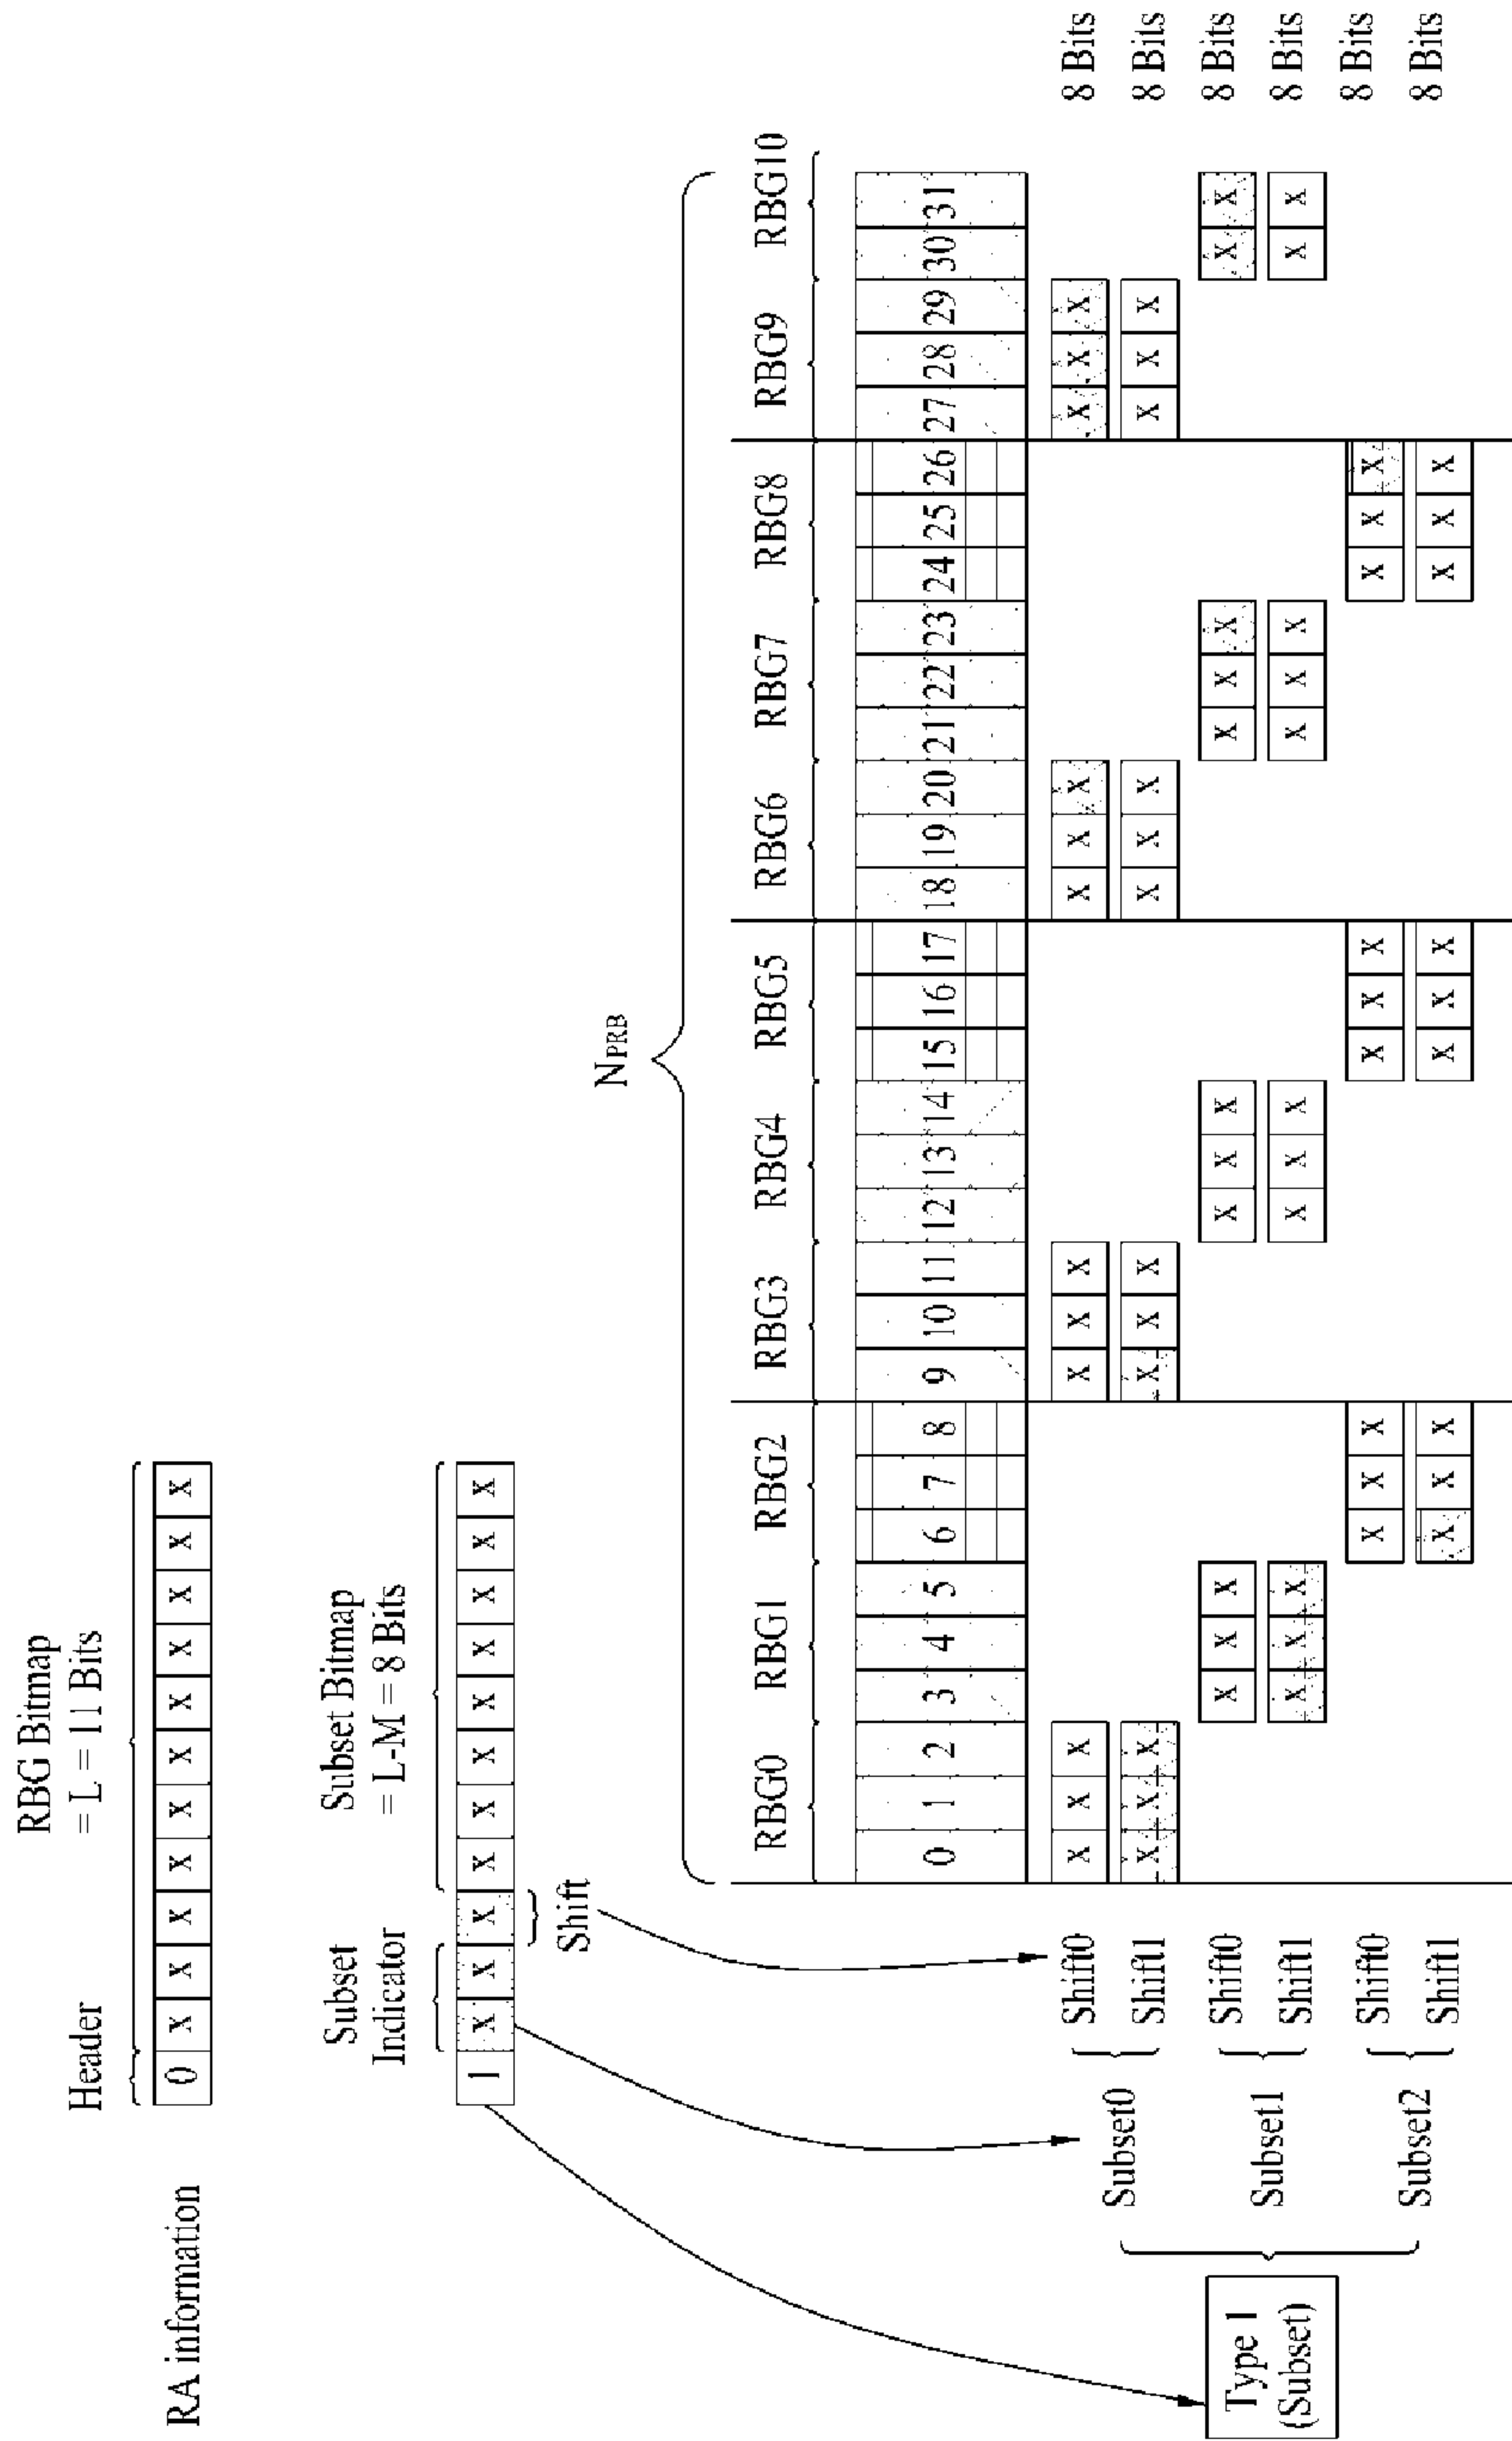 RBG Bitmap
Header = L = 11 Bits
RA information 0 X X X X X X X X X X X
Subset Indicator
Subset Bitmap
= L-M = 8 Bits
1 X X X X X X X X X X X
Shift
NPRB
RBG0 RBG1 RBG2 RBG3 RBG4 RBG5 RBG6 RBG7 RBG8 RBG9 RBG10
0 1 2 3 4 5 6 7 8 9 10 11 12 13 14 15 16 17 18 19 20 21 22 23 24 25 26 27 28 29 30 31
Type 1
(Subset)
Subset0
Shift0 X X X X X X X X X X X X 8 Bits
Shift1 X X X X X X X X X X X X 8 Bits
Subset1
Shift0 X X X X X X X X X X X 8 Bits
Shift1 X X X X X X X X X X X 8 Bits
Subset2
Shift0 X X X X X X X X X 8 Bits
Shift1 X X X X X X X X X 8 Bits